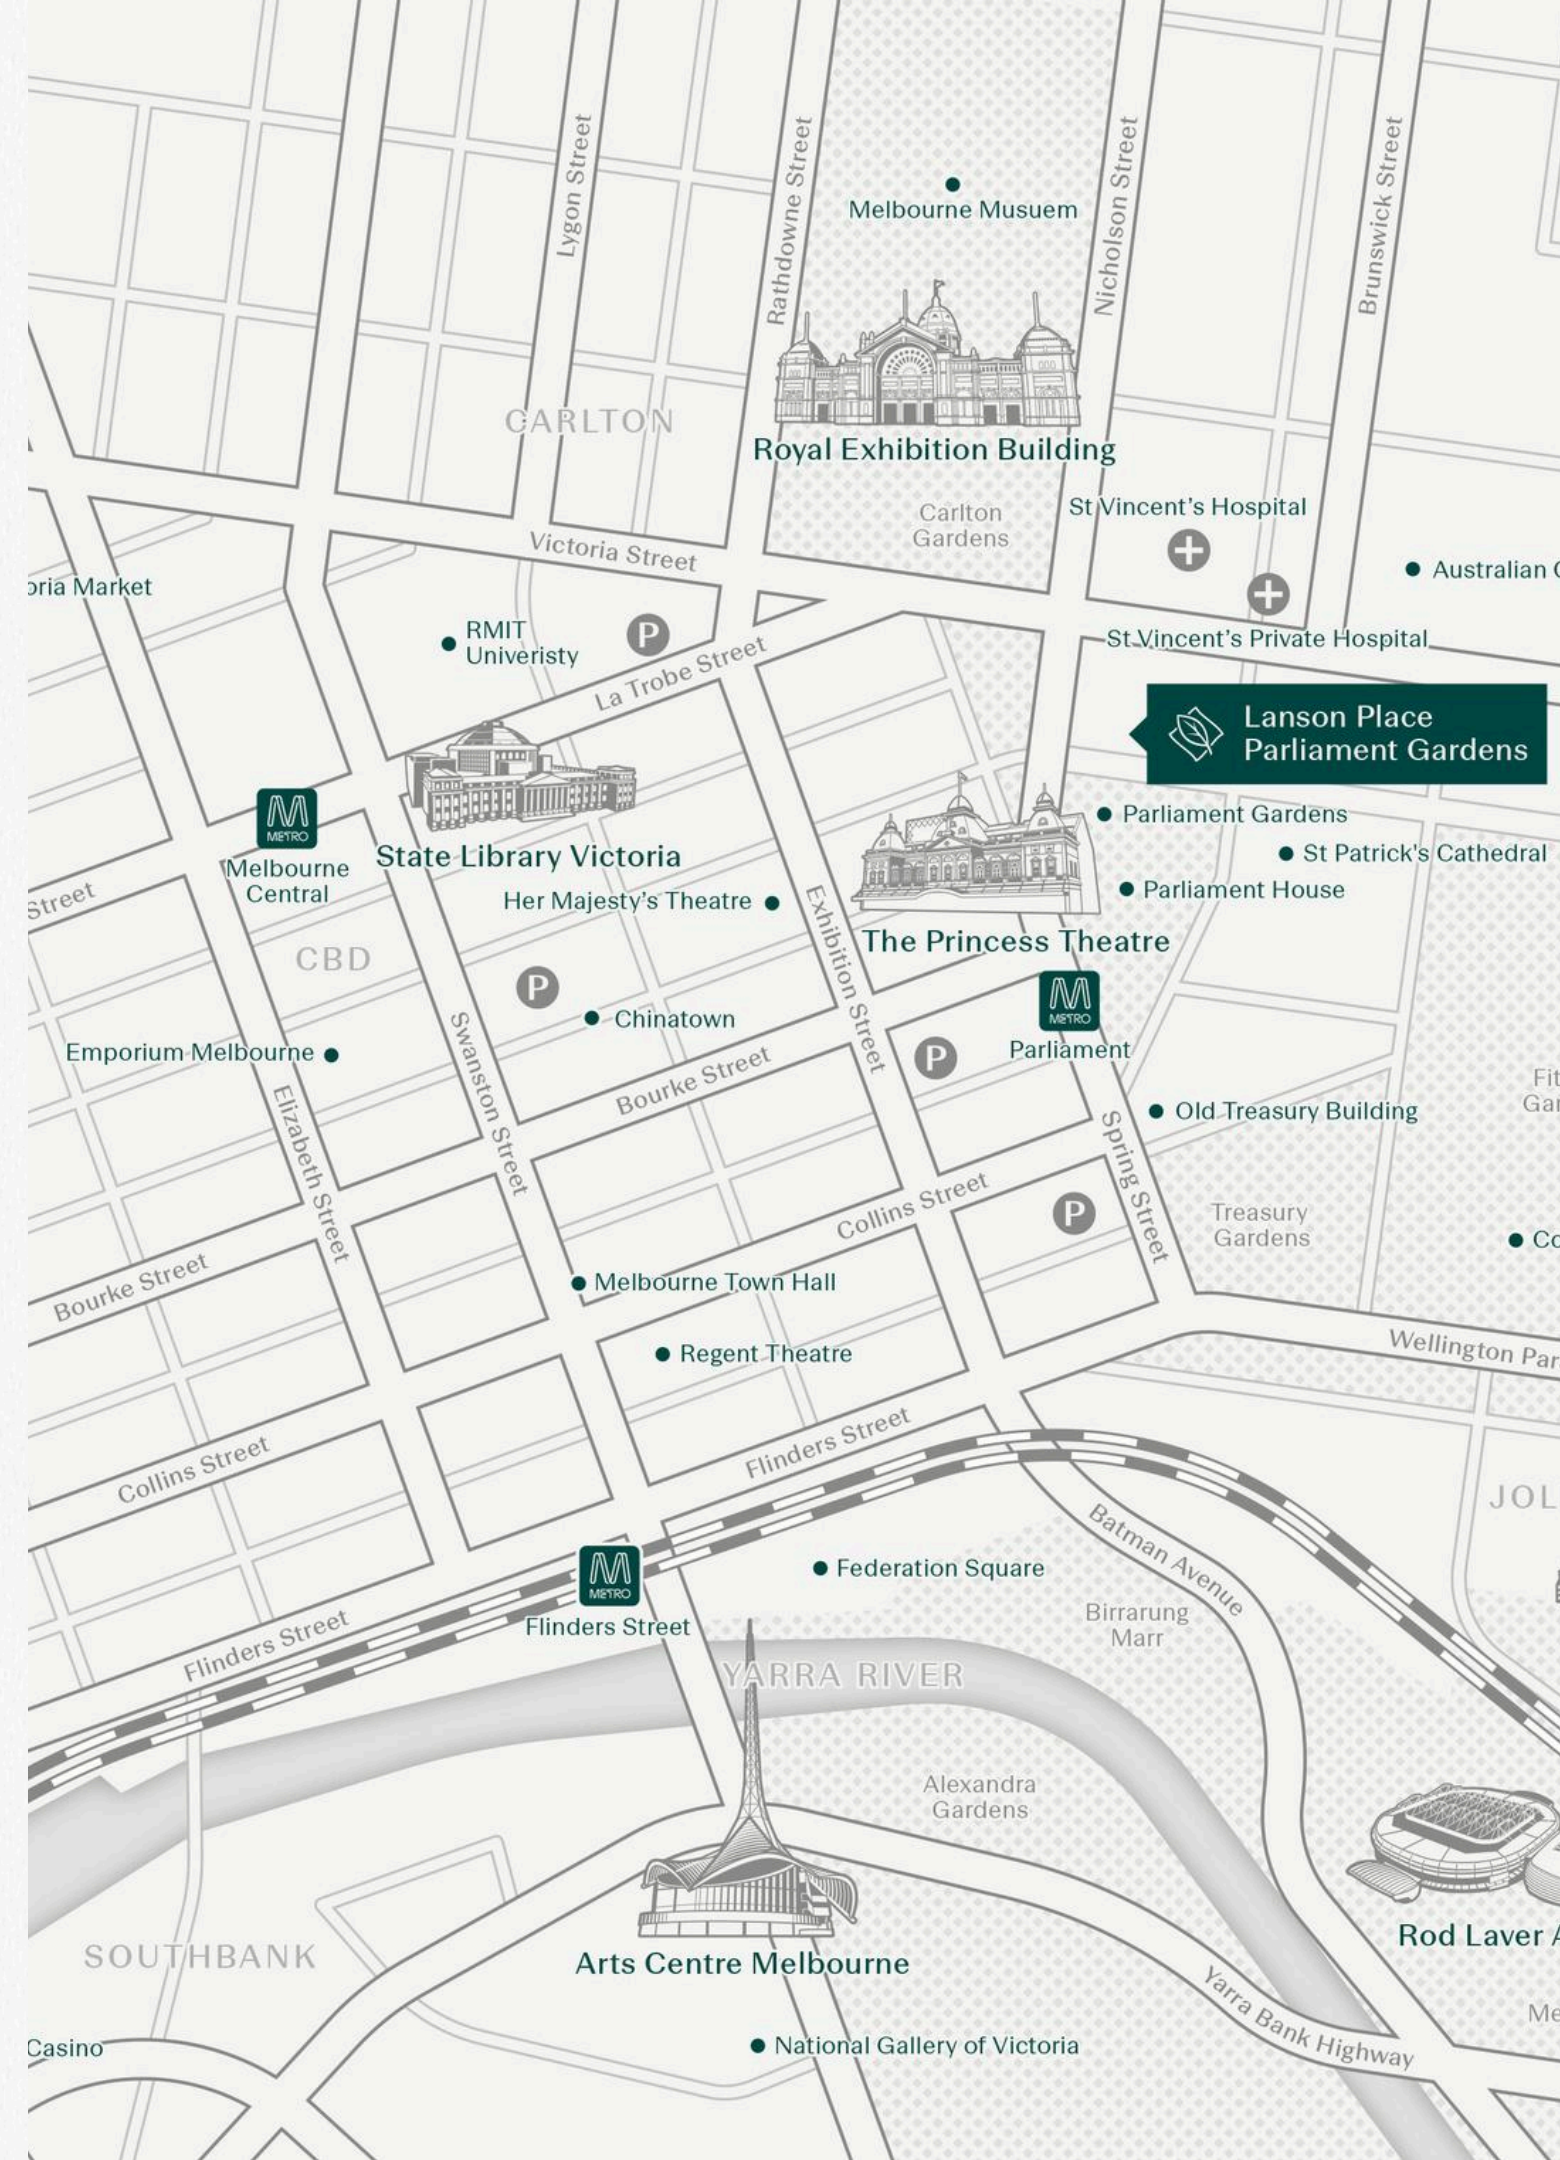 Lygon Street
Rathdowne Street
Nicholson Street
Brunswick Street
Melbourne Musuem
CARLTON
Royal Exhibition Building
Carlton
Gardens
St Vincent's Hospital
Victoria Street
Australian
oria Market
RMIT
Univeristy
P
St Vincent's Private Hospital
La Trobe Street
Lanson Place
Parliament Gardens
METRO
Melbourne
Central
State Library Victoria
Parliament Gardens
St Patrick's Cathedral
Parliament House
Street
Her Majesty's Theatre
Exhibition Street
The Princess Theatre
CBD
P
METRO
Parliament
Chinatown
Swanston Street
Emporium Melbourne
P
Bourke Street
Elizabeth Street
Fit
Gar
Old Treasury Building
Spring Street
Collins Street
P
Treasury
Gardens
Co
Bourke Street
Melbourne Town Hall
Regent Theatre
Wellington Par
Flinders Street
Collins Street
JOL
Batman Avenue
METRO
Flinders Street
Federation Square
Birrarung
Marr
Flinders Street
YARRA RIVER
Alexandra
Gardens
SOUTHBANK
Arts Centre Melbourne
Rod Laver A
Yarra Bank Highway
Me
Casino
National Gallery of Victoria